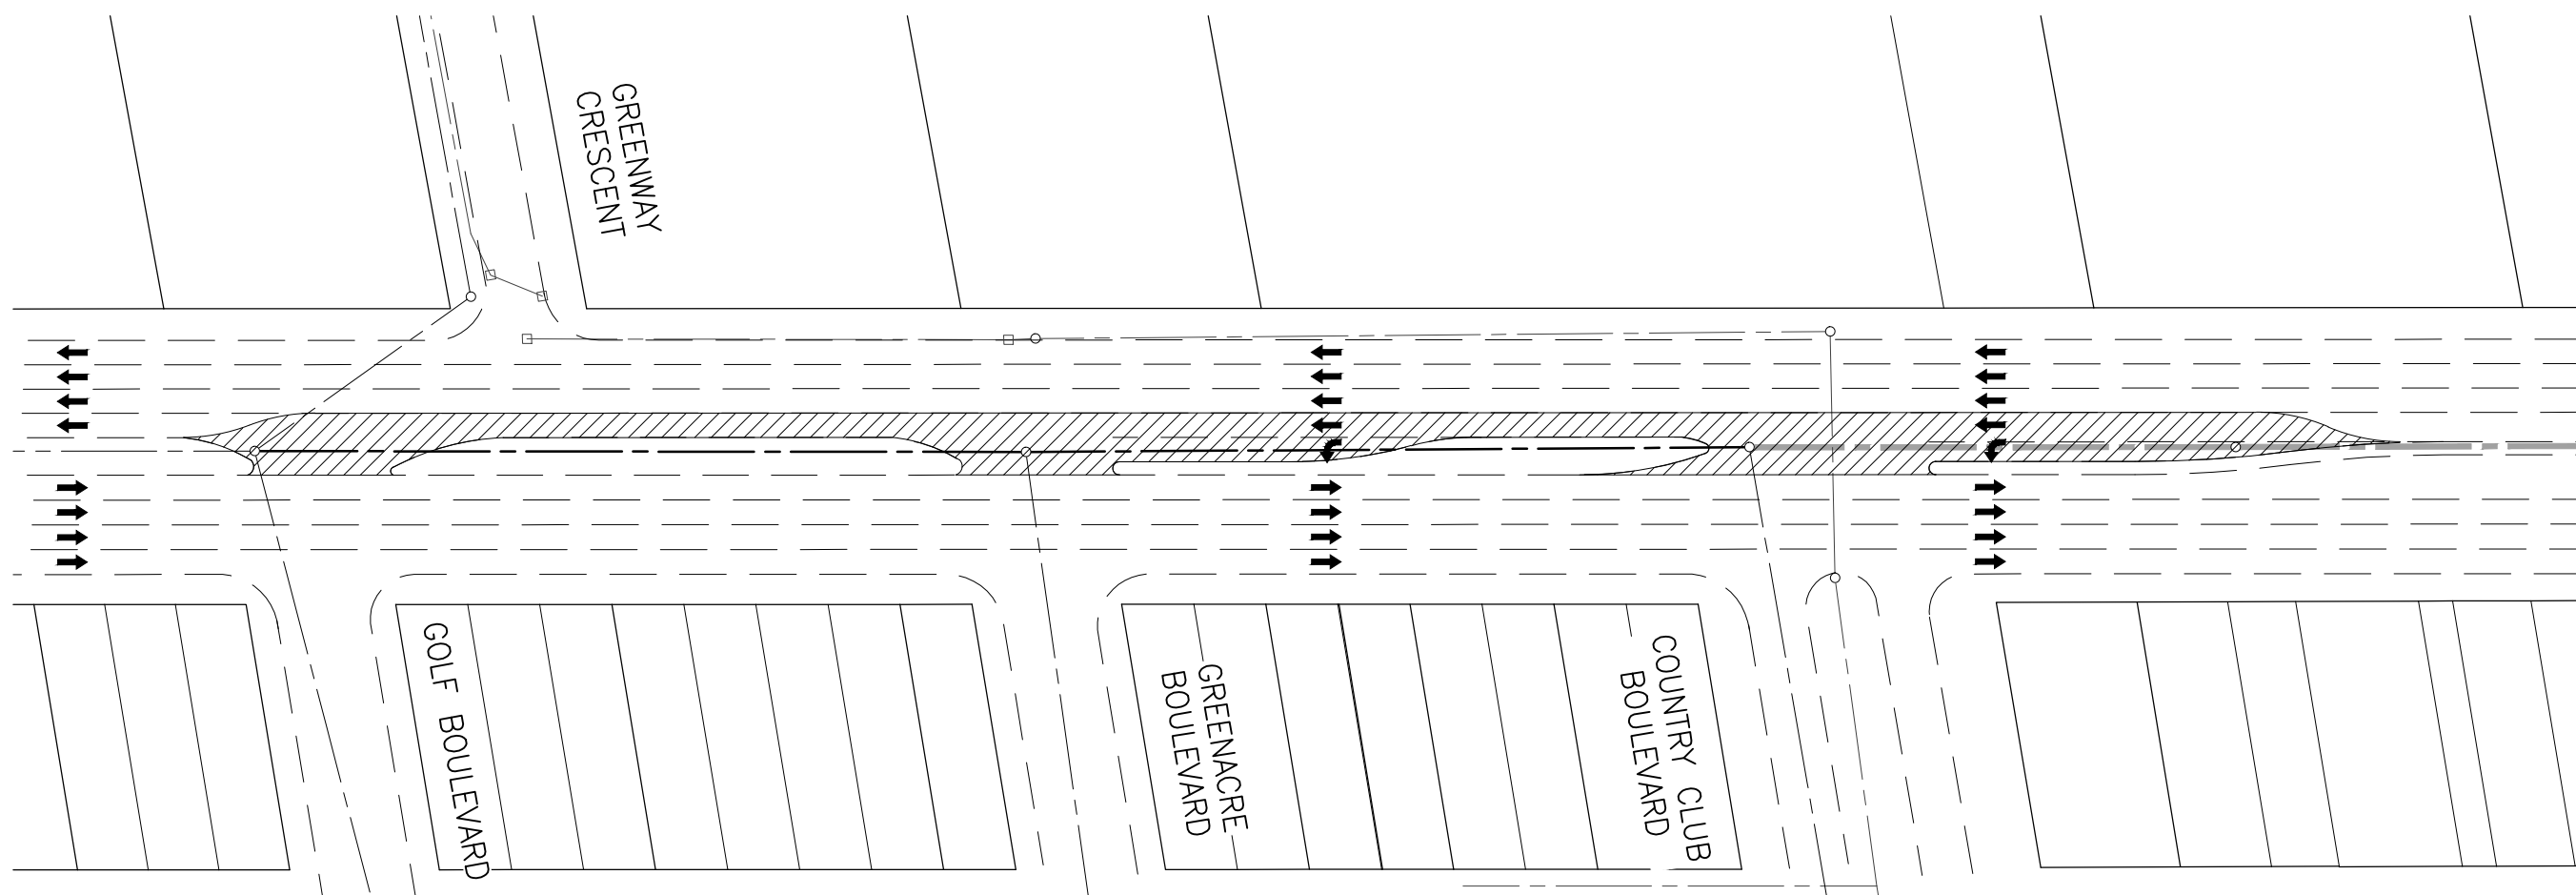 GREENWAY
CRESCENT
GOLF BOULEVARD
GREENACRE
BOULEVARD
COUNTRY CLUB
BOULEVARD